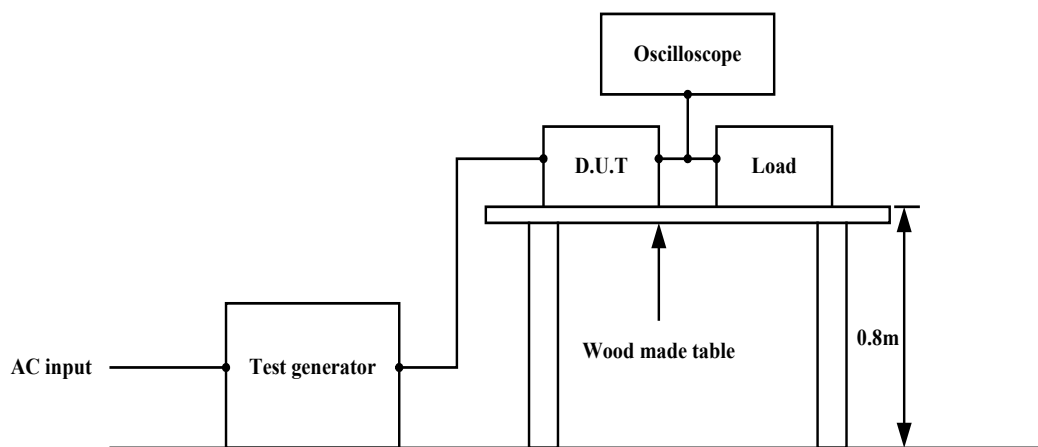 Oscilloscope
D.U.T
Load
0.8m
Wood made table
AC input
Test generator